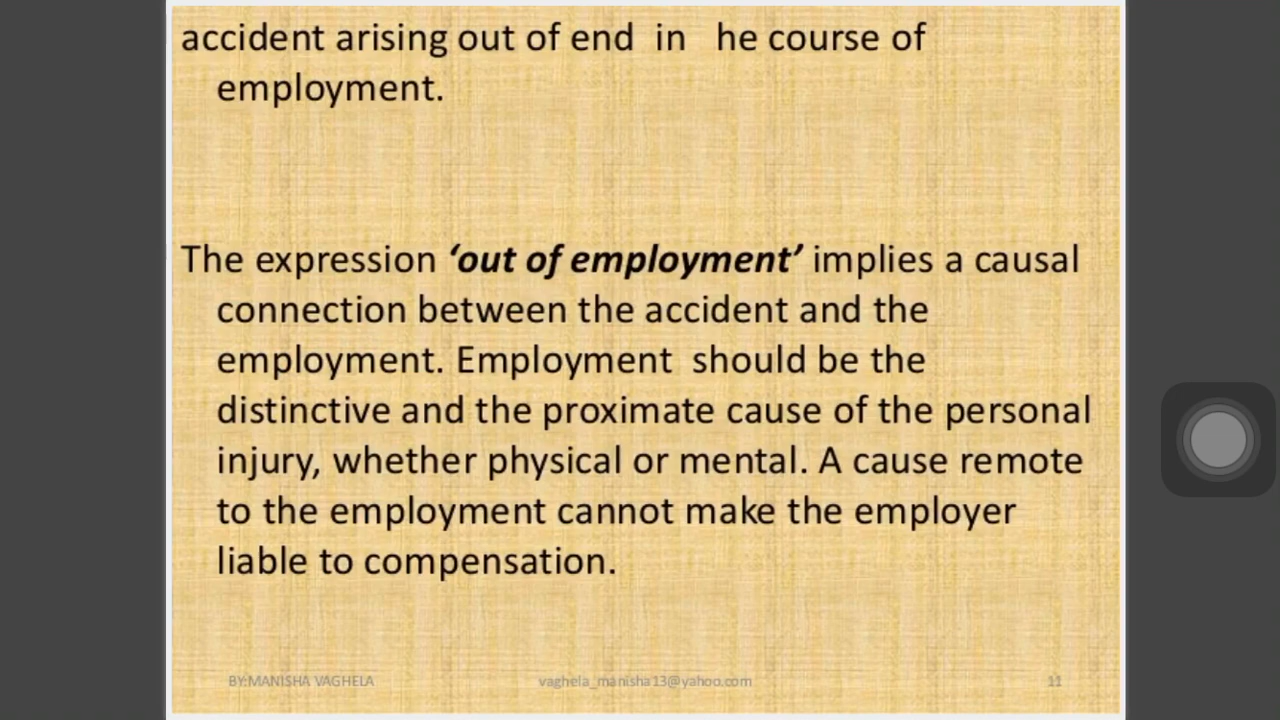 accident arising out of end in he course of
employment.
The expression ‘out of employment’ implies a causal
connection between the accident and the
employment. Employment should be the
distinctive and the proximate cause of the personal
injury, whether physical or mental. A cause remote
to the employment cannot make the employer
liable to compensation.
BY:MANISHA VAGHELA vaghela_manisha13@yahoo.com 11